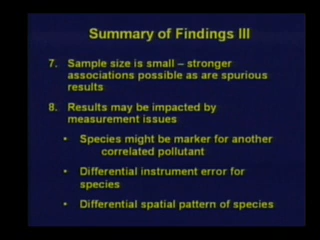 Summary of Findings III
7. Sample size is small – stronger
associations possible as are spurious
results
8. Results may be impacted by
measurement issues
• Species might be marker for another
correlated pollutant
• Differential instrument error for
species
• Differential spatial pattern of species